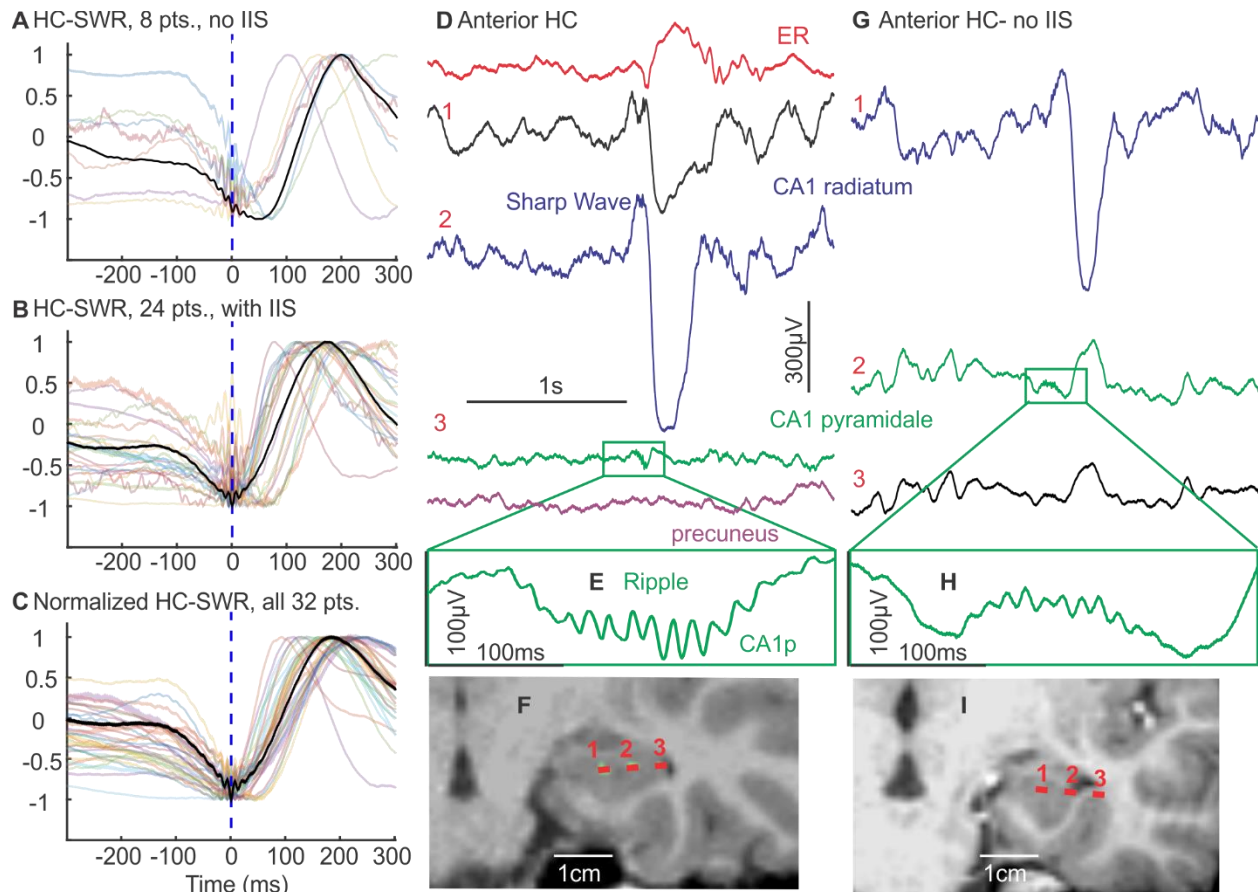 A HC-SWR, 8 pts., no IIS
1
0.5
0
-0.5
-1
-200 -100 0 100 200 300
B HC-SWR, 24 pts., with IIS
1
0.5
0
-0.5
-1
-200 -100 0 100 200 300
C Normalized HC-SWR, all 32 pts.
1
0.5
0
-0.5
-1
-200 -100 0 100 200 300
Time (ms)
D Anterior HC
ER
1
Sharp Wave
CA1 radiatum
2
1s
300μV
3
CA1 pyramidale
precuneus
E
Ripple
CA1p
100μV
100ms
F
1 2 3
1cm
G Anterior HC- no IIS
1
2
3
H
100μV
100ms
I
1 2 3
1cm